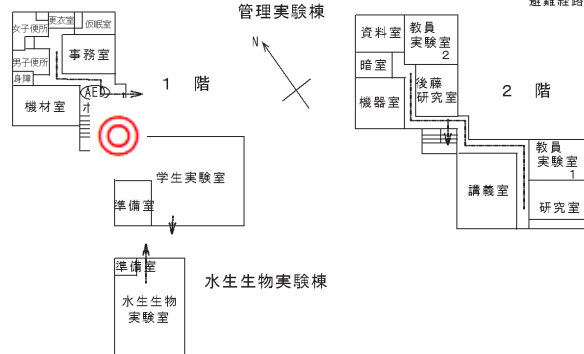 管理実験棟
避難経路
N
1 階
女子便所
更衣室
仮眠室
事務室
男子便所
身障
AED
機材室
ホ
学生実験室
準備室
準備室
水生生物
実験室
水生生物実験棟
2 階
資料室
教員
実験室
2
暗室
後藤
研究室
機器室
教員
実験室
1
講義室
研究室